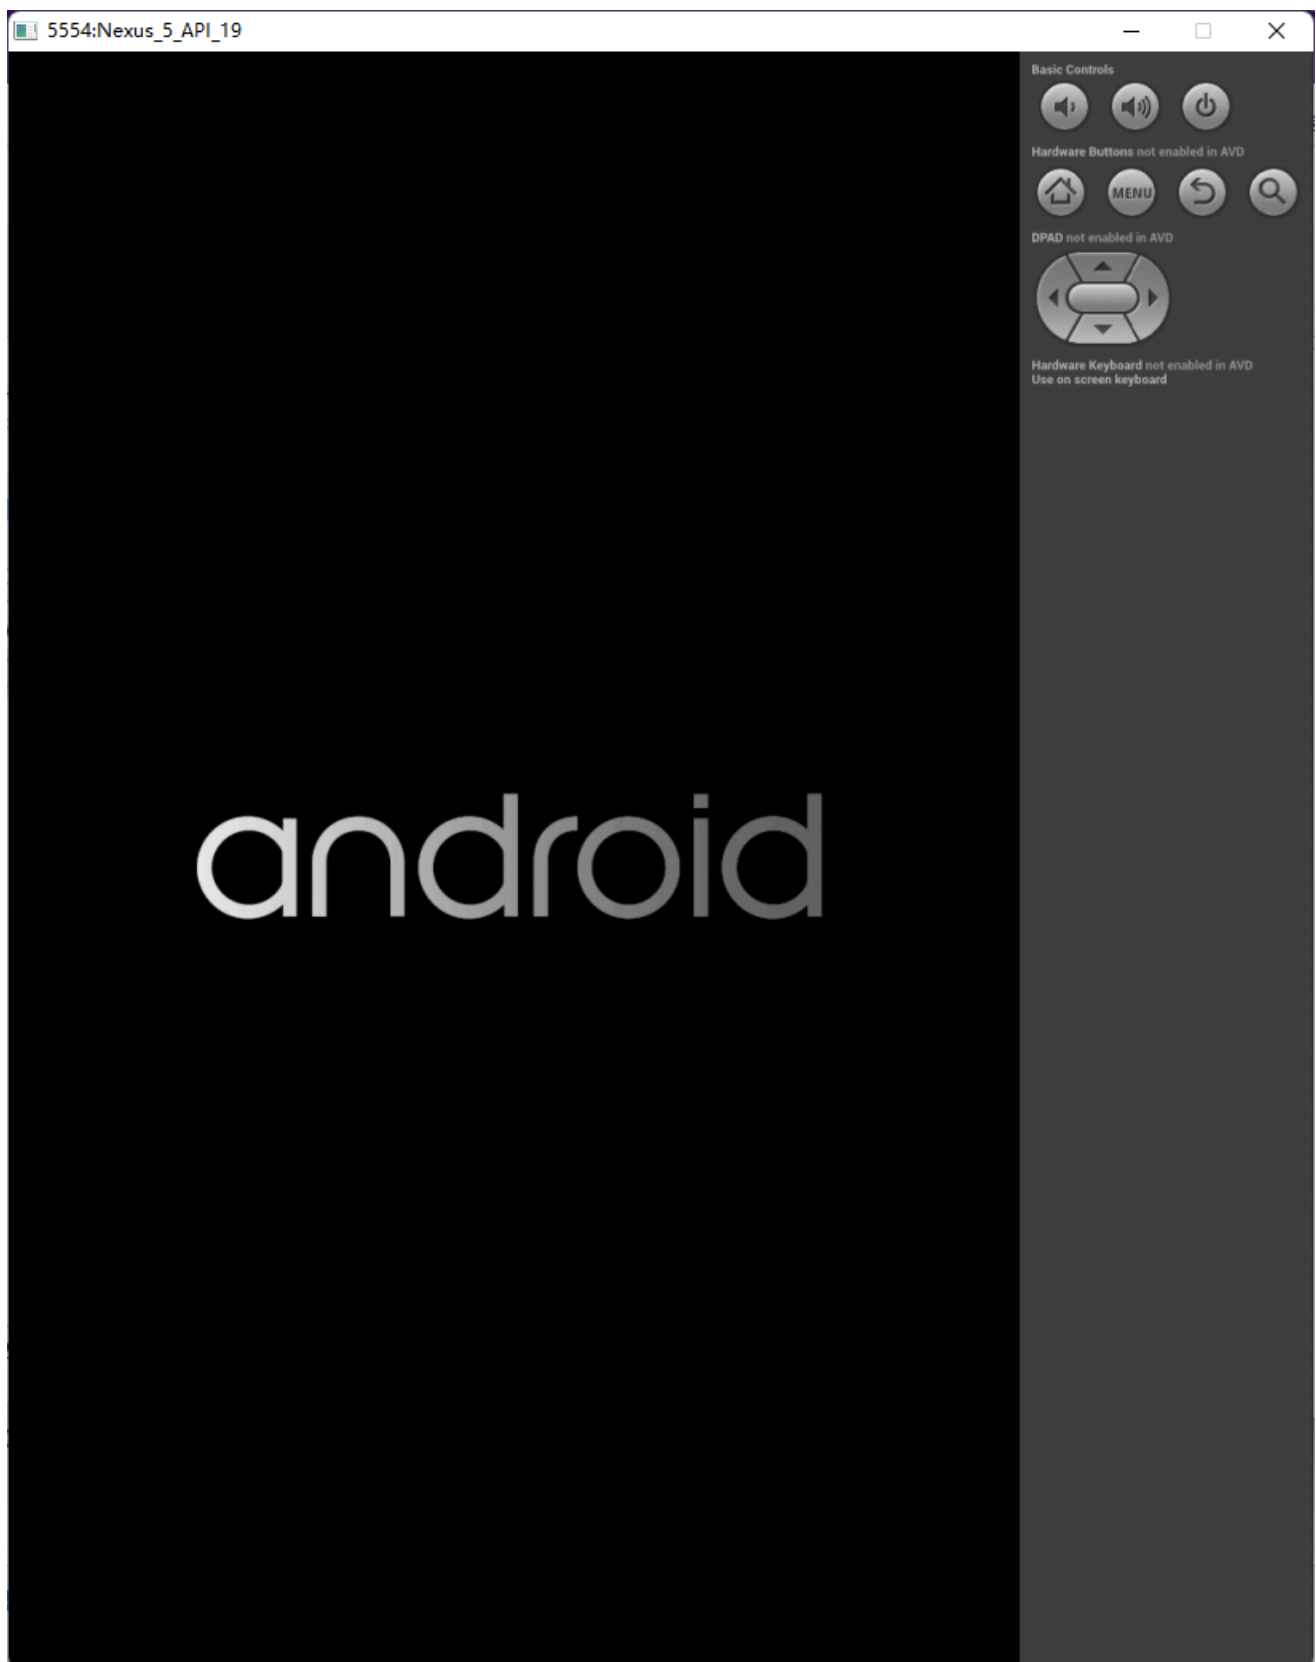 5554:Nexus_5_API_19
Basic Controls
Hardware Buttons not enabled in AVD
MENU
DPAD not enabled in AVD
Hardware Keyboard not enabled in AVD
Use on screen keyboard
android